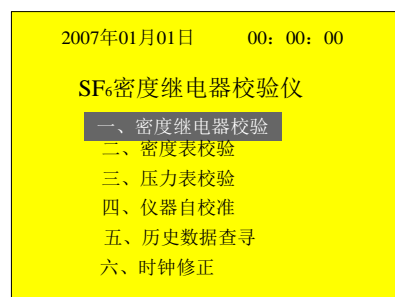 2007年01月01日 00：00：00
SF₆密度继电器校验仪
一、密度继电器校验
二、密度表校验
三、压力表校验
四、仪器自校准
五、历史数据查寻
六、时钟修正